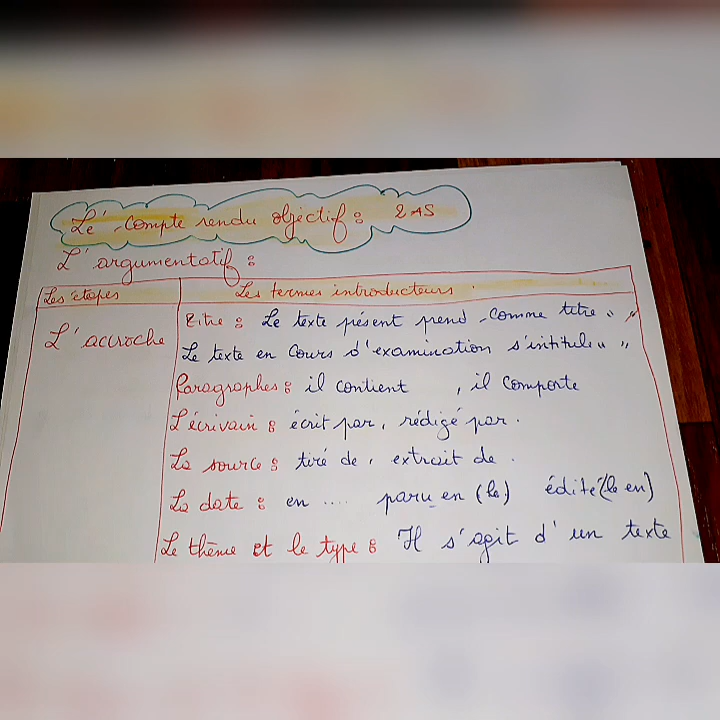 Le compte rendu objectif : 2AS
L'argumentatif :
Les étapes Les termes introducteurs
L'accroche Titre : Le texte présent prend comme titre " "
Le texte en cours d'examination s'intitule " "
Paragraphes : il contient , il comporte
L'écrivain : écrit par, rédigé par.
La source : tiré de, extrait de.
La date : en .... paru en (le) édité (le en)
Le thème et le type : Il s'agit d'un texte